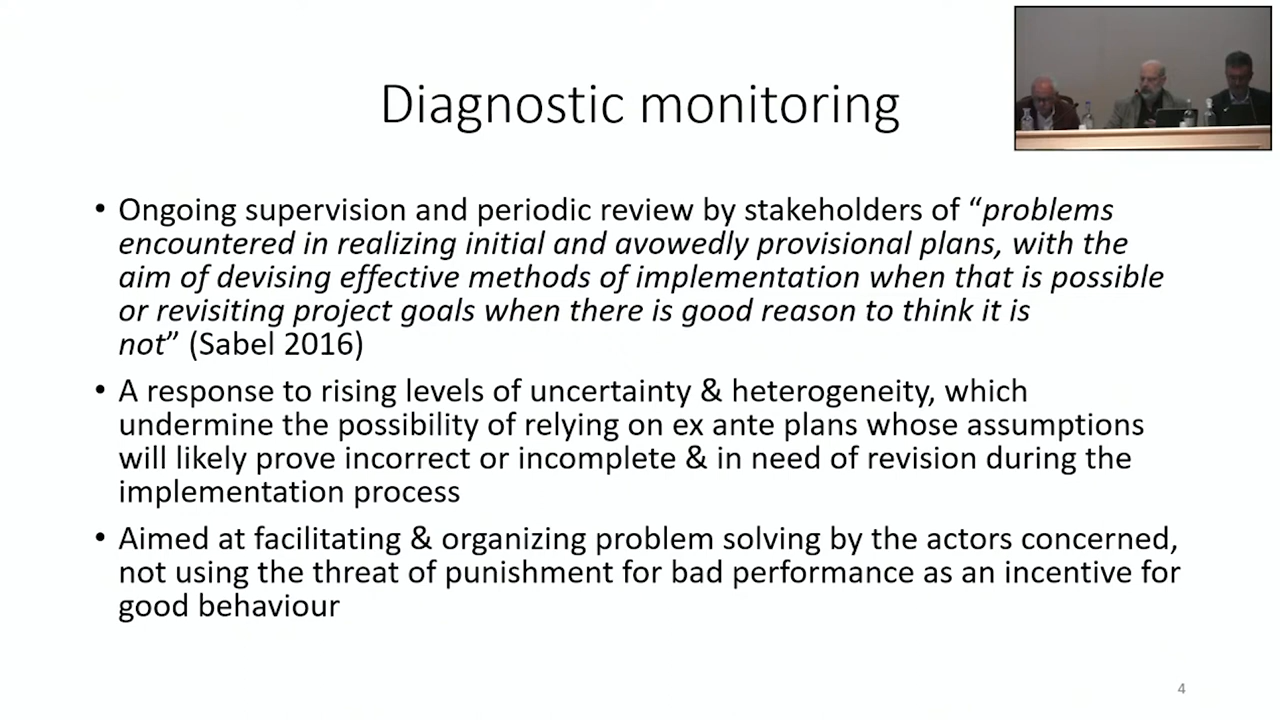 Diagnostic monitoring
• Ongoing supervision and periodic review by stakeholders of “problems
encountered in realizing initial and avowedly provisional plans, with the
aim of devising effective methods of implementation when that is possible
or revisiting project goals when there is good reason to think it is
not” (Sabel 2016)
• A response to rising levels of uncertainty & heterogeneity, which
undermine the possibility of relying on ex ante plans whose assumptions
will likely prove incorrect or incomplete & in need of revision during the
implementation process
• Aimed at facilitating & organizing problem solving by the actors concerned,
not using the threat of punishment for bad performance as an incentive for
good behaviour
4